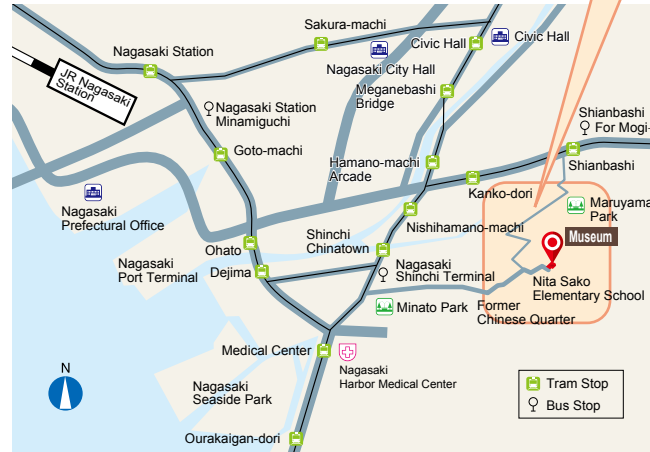 Sakura-machi
Civic Hall
Civic Hall
Nagasaki Station
Nagasaki City Hall
JR Nagasaki
Station
Meganebashi
Bridge
Nagasaki Station
Minamiguchi
Shianbashi
For Mogi-
Goto-machi
Hamano-machi
Arcade
Shianbashi
Kanko-dori
Nagasaki
Prefectural Office
Maruyama
Park
Nishihamano-machi
Museum
Ohato
Shinchi
Chinatown
Nagasaki
Port Terminal
Dejima
Nagasaki
Shinchi Terminal
Nita Sako
Elementary School
Minato Park
Former
Chinese Quarter
Medical Center
Nagasaki
Harbor Medical Center
N
Nagasaki
Seaside Park
Tram Stop
Bus Stop
Ourakaigan-dori